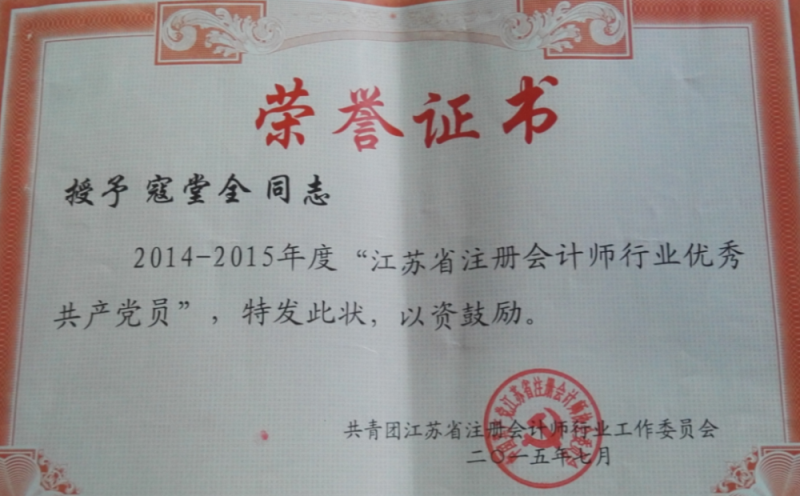 荣誉证书
授予 寇堂全 同志
2014-2015年度“江苏省注册会计师行业优秀
共产党员”，特发此状，以资鼓励。
共青团江苏省注册会计师行业工作委员会
二〇一五年七月